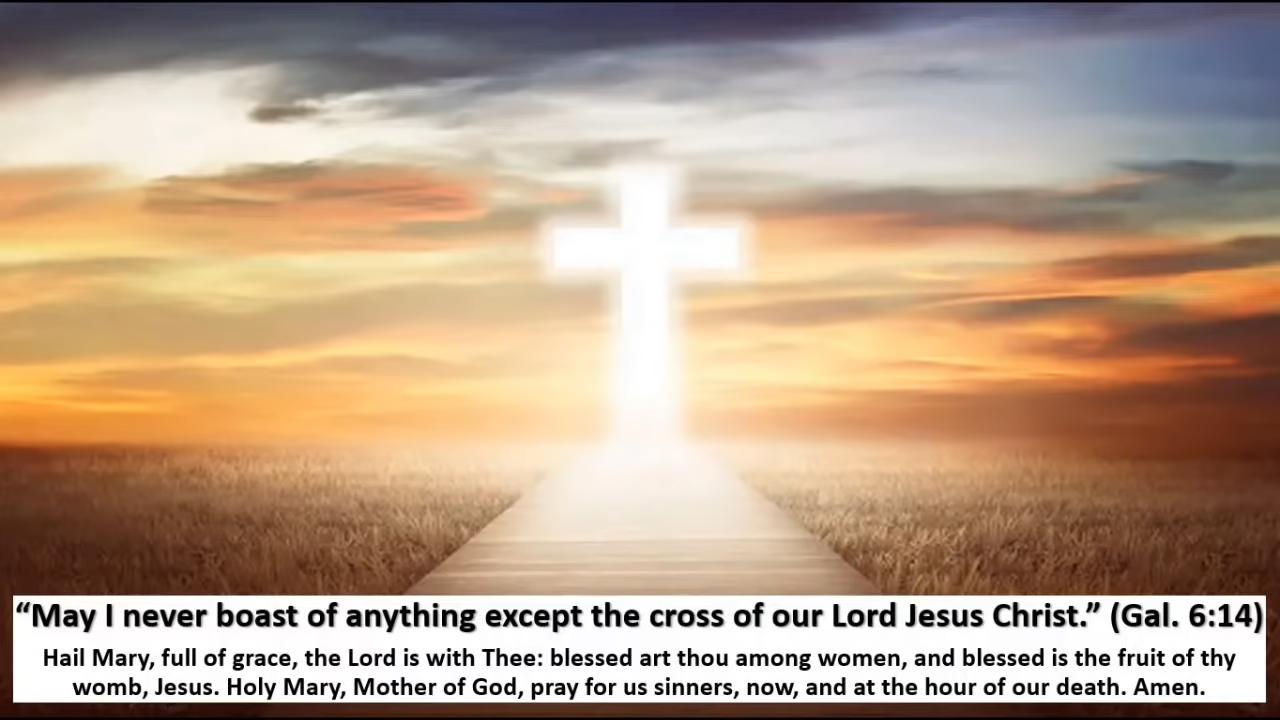 “May I never boast of anything except the cross of our Lord Jesus Christ.” (Gal. 6:14)
Hail Mary, full of grace, the Lord is with Thee: blessed art thou among women, and blessed is the fruit of thy
womb, Jesus. Holy Mary, Mother of God, pray for us sinners, now, and at the hour of our death. Amen.